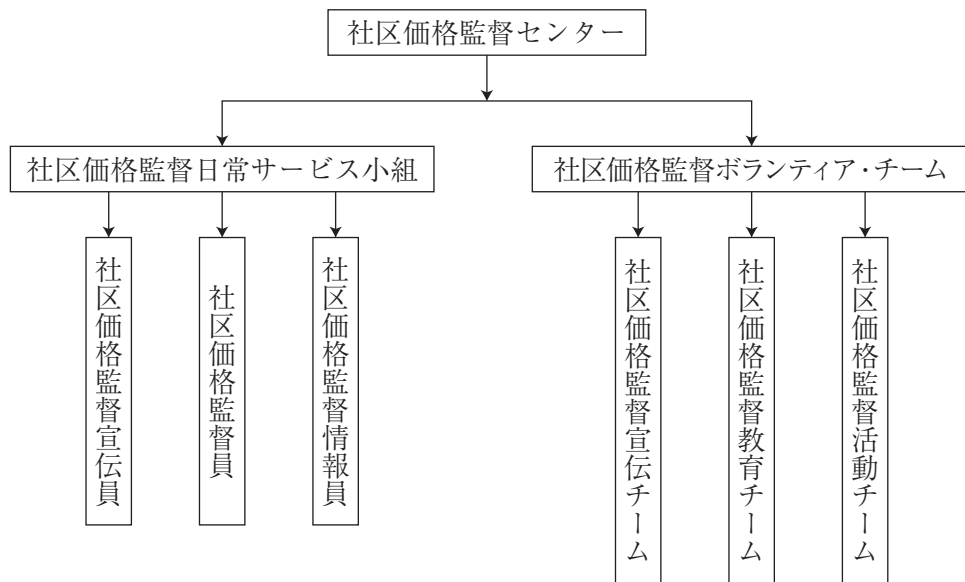 社区価格監督センター
社区価格監督日常サービス小組
社区価格監督ボランティア・チーム
社区価格監督宣伝員
社区価格監督員
社区価格監督情報員
社区価格監督宣伝チーム
社区価格監督教育チーム
社区価格監督活動チーム